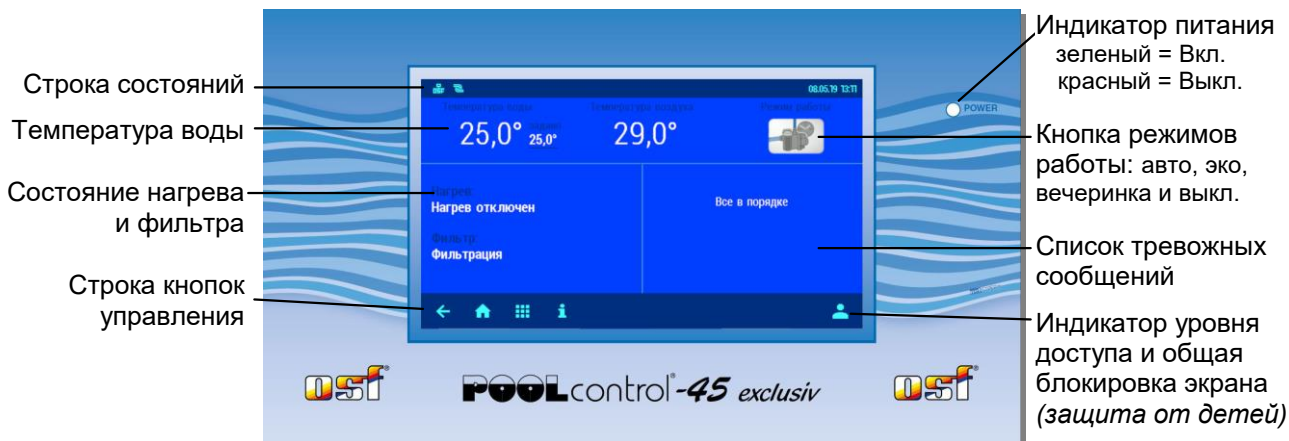 Строка состояний
Температура воды
Состояние нагрева
и фильтра
Строка кнопок
управления
08.05.19 13:11
Температура воды
Температура воздуха
Режим работы
25,0° 25,0°
29,0°
Нагрев:
Нагрев отключен
Фильтр:
Фильтрация
Все в порядке
POWER
osf®
POOLcontrol®-45 exclusiv
osf®
Индикатор питания
зеленый = Вкл.
красный = Выкл.
Кнопка режимов
работы: авто, эко,
вечеринка и выкл.
Список тревожных
сообщений
Индикатор уровня
доступа и общая
блокировка экрана
(защита от детей)